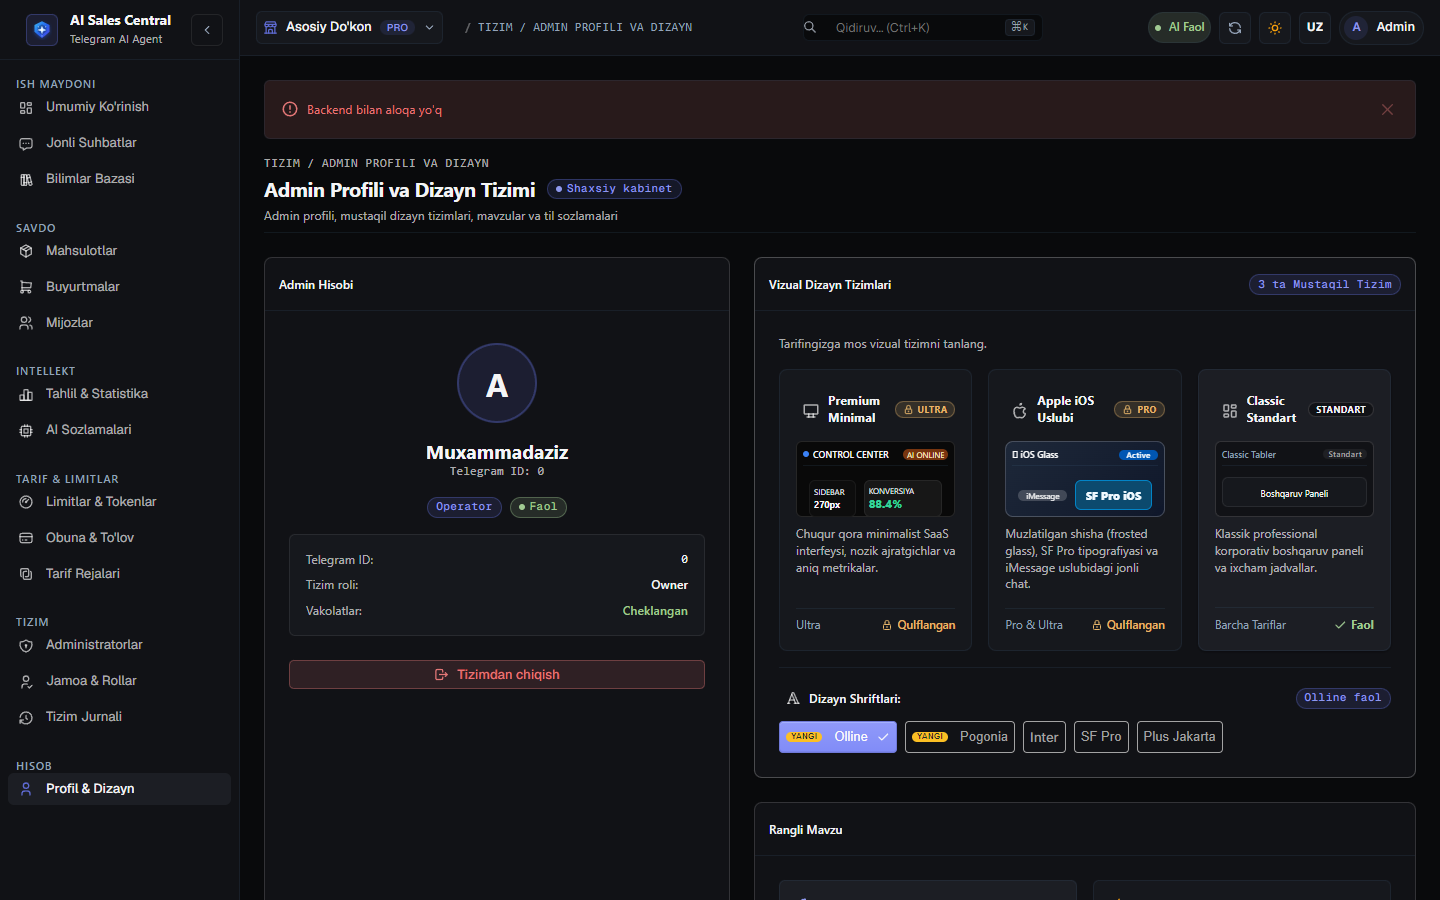 AI Sales Central
Telegram AI Agent
Asosiy Do'kon PRO
/ TIZIM / ADMIN PROFILI VA DIZAYN
Qidiruv... (Ctrl+K)
⌘K
AI Faol
UZ
A Admin
ISH MAYDONI
Umumiy Ko'rinish
Jonli Suhbatlar
Bilimlar Bazasi
SAVDO
Mahsulotlar
Buyurtmalar
Mijozlar
INTELLEKT
Tahlil & Statistika
AI Sozlamalari
TARIF & LIMITLAR
Limitlar & Tokenlar
Obuna & To'lov
Tarif Rejalari
TIZIM
Administratorlar
Jamoa & Rollar
Tizim Jurnali
HISOB
Profil & Dizayn
Backend bilan aloqa yo'q
TIZIM / ADMIN PROFILI VA DIZAYN
Admin Profili va Dizayn Tizimi
Shaxsiy kabinet
Admin profili, mustaqil dizayn tizimlari, mavzular va til sozlamalari
Admin Hisobi
A
Muxammadaziz
Telegram ID: 0
Operator
Faol
Telegram ID: 0
Tizim roli: Owner
Vakolatlar: Cheklangan
Tizimdan chiqish
Vizual Dizayn Tizimlari
3 ta Mustaqil Tizim
Tarifingizga mos vizual tizimni tanlang.
Premium
Minimal
ULTRA
CONTROL CENTER
AI ONLINE
SIDEBAR
270px
KONVERSIYA
88.4%
Chuqur qora minimalist SaaS
interfeysi, nozik ajratgichlar va
aniq metrikalar.
Ultra
Qulflangan
Apple iOS
Uslubi
PRO
iOS Glass
Active
iMessage
SF Pro iOS
Muzlatilgan shisha (frosted
glass), SF Pro tipografiyasi va
iMessage uslubidagi jonli
chat.
Pro & Ultra
Qulflangan
Classic
Standart
STANDART
Classic Tabler
Standart
Boshqaruv Paneli
Klassik professional
korporativ boshqaruv paneli
va ixcham jadvallar.
Barcha Tariflar
Faol
Dizayn Shriftlari:
Olline faol
YANGI Olline
YANGI Pogonia
Inter
SF Pro
Plus Jakarta
Rangli Mavzu